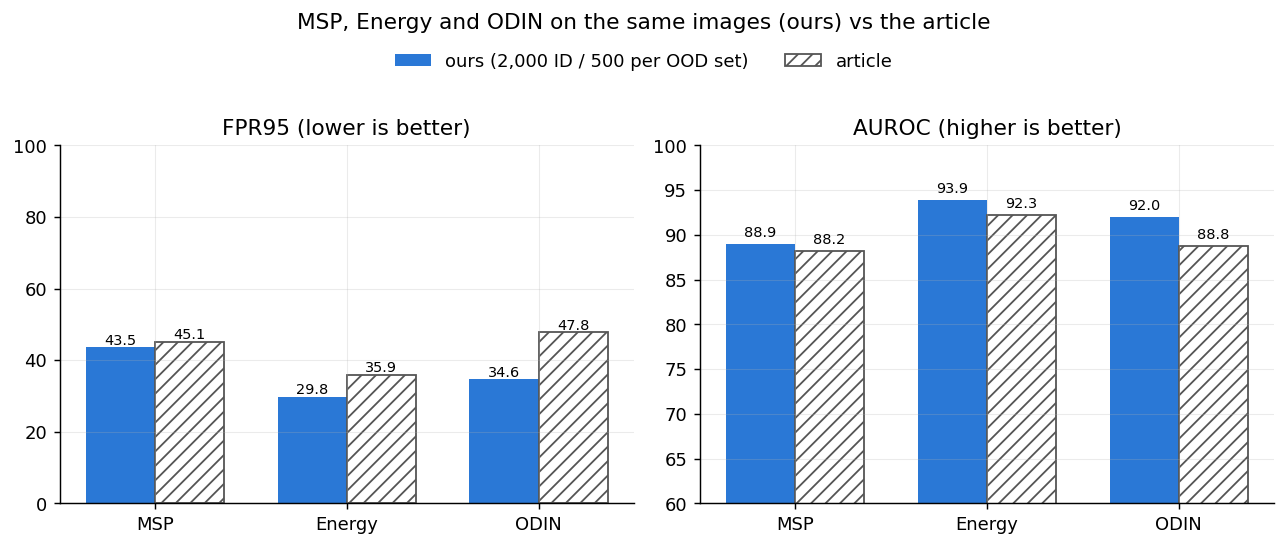 MSP, Energy and ODIN on the same images (ours) vs the article
ours (2,000 ID / 500 per OOD set)
article
FPR95 (lower is better)
100
80
60
40
20
0
43.5
45.1
29.8
35.9
34.6
47.8
MSP
Energy
ODIN
AUROC (higher is better)
100
95
90
85
80
75
70
65
60
88.9
88.2
93.9
92.3
92.0
88.8
MSP
Energy
ODIN